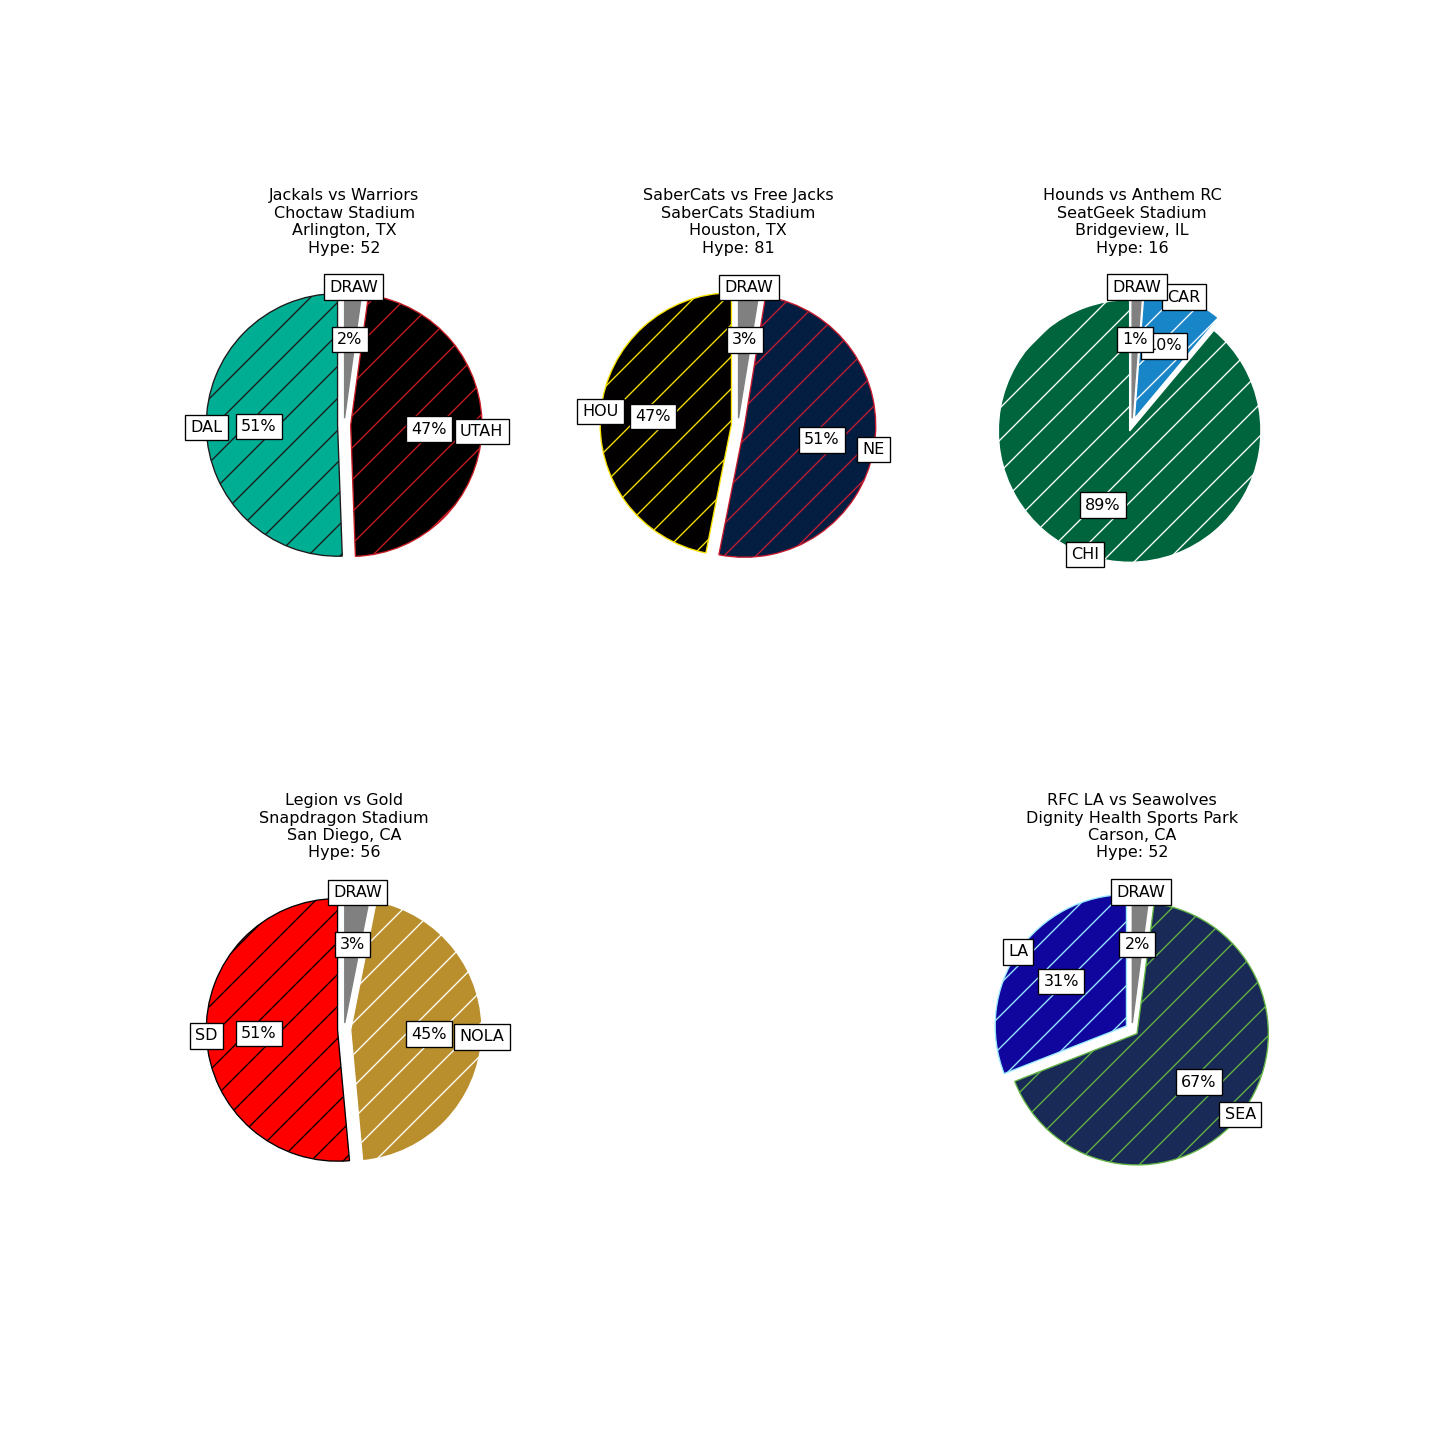 Jackals vs Warriors
Choctaw Stadium
Arlington, TX
Hype: 52
DRAW
2%
DAL
51%
47%
UTAH
SaberCats vs Free Jacks
SaberCats Stadium
Houston, TX
Hype: 81
DRAW
3%
HOU
47%
51%
NE
Hounds vs Anthem RC
SeatGeek Stadium
Bridgeview, IL
Hype: 16
DRAW
CAR
1%
10%
89%
CHI
Legion vs Gold
Snapdragon Stadium
San Diego, CA
Hype: 56
DRAW
3%
SD
51%
45%
NOLA
RFC LA vs Seawolves
Dignity Health Sports Park
Carson, CA
Hype: 52
DRAW
2%
LA
31%
67%
SEA